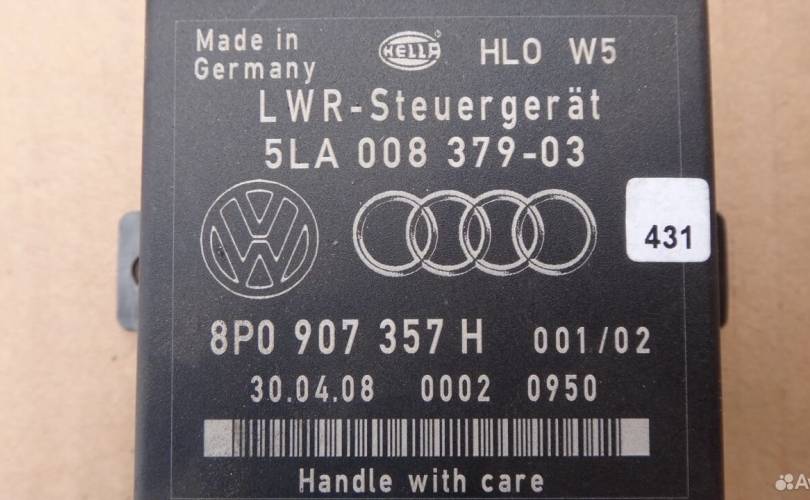 Made in
Germany
HELLA
HLO W5
LWR-Steuergerät
5LA 008 379-03
431
8P0 907 357 H 001/02
30.04.08 0002 0950
Handle with care